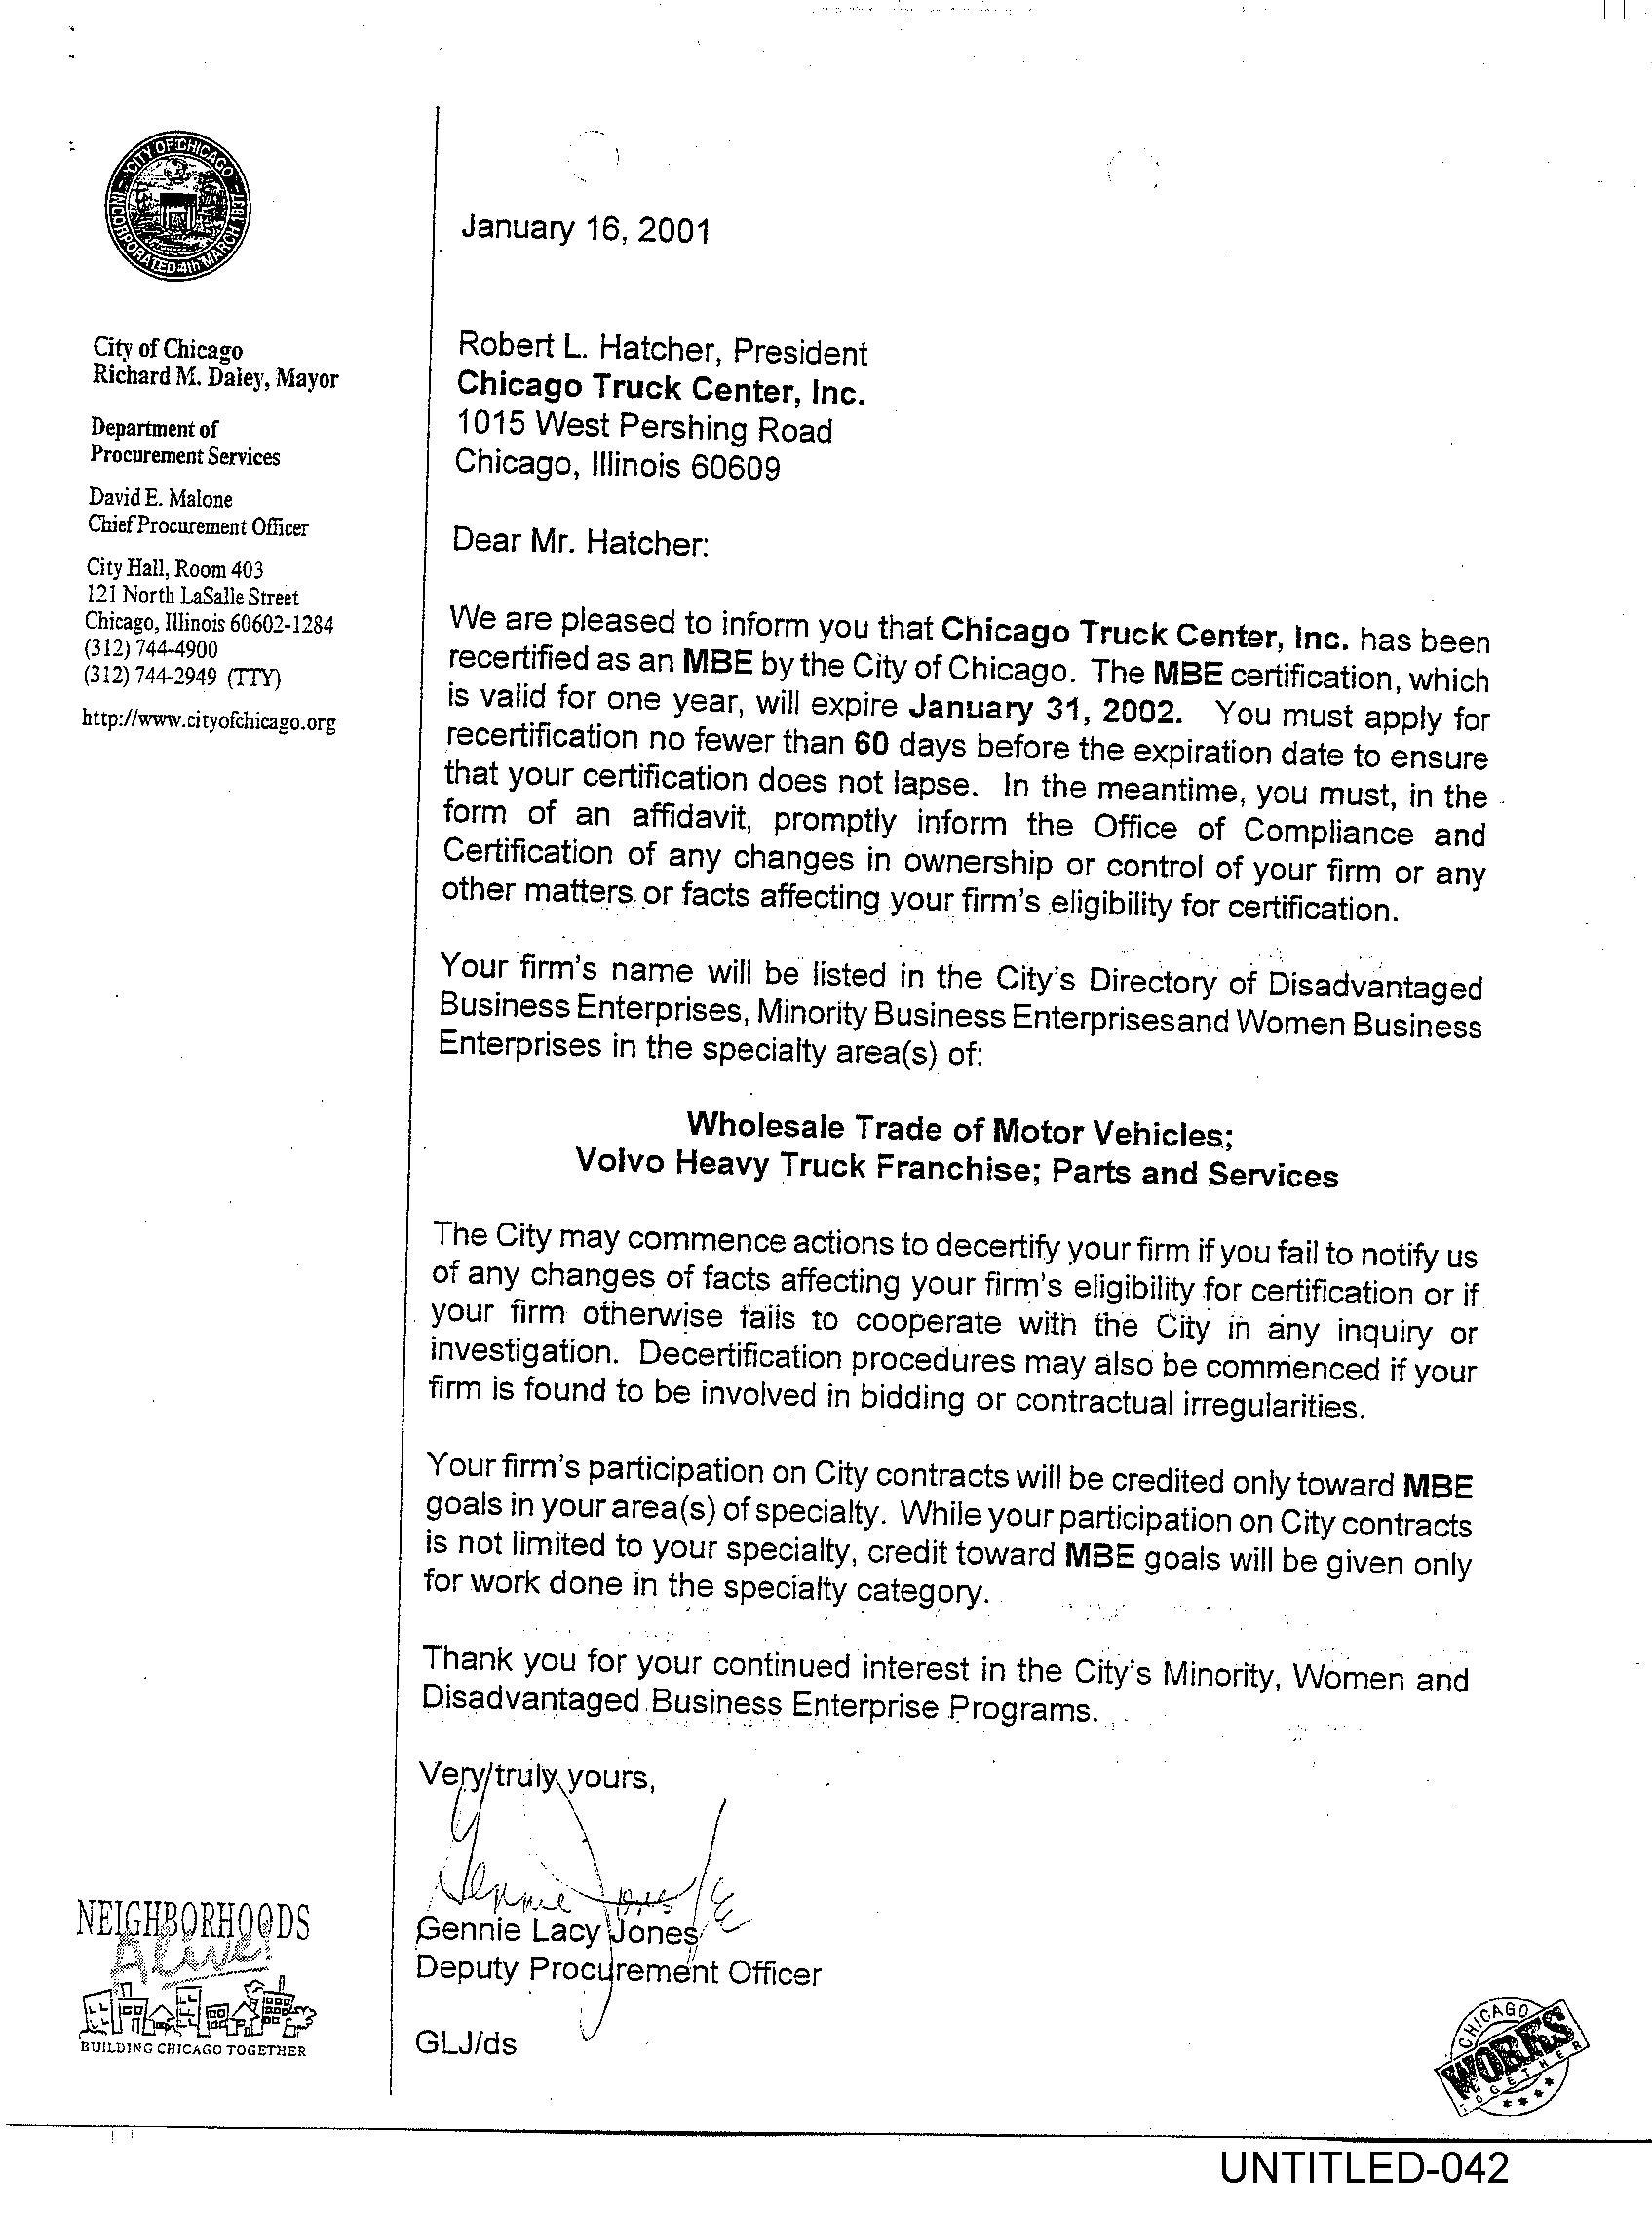 CITY OF CHICAGO
INCORPORATED 4th MARCH 1837
City of Chicago
Richard M. Daley, Mayor
Department of
Procurement Services
David E. Malone
Chief Procurement Officer
City Hall, Room 403
121 North LaSalle Street
Chicago, Illinois 60602-1284
(312) 744-4900
(312) 744-2949 (TTY)
http://www.cityofchicago.org
January 16, 2001
Robert L. Hatcher, President
Chicago Truck Center, Inc.
1015 West Pershing Road
Chicago, Illinois 60609
Dear Mr. Hatcher:
We are pleased to inform you that Chicago Truck Center, Inc. has been
recertified as an MBE by the City of Chicago. The MBE certification, which
is valid for one year, will expire January 31, 2002. You must apply for
recertification no fewer than 60 days before the expiration date to ensure
that your certification does not lapse. In the meantime, you must, in the
form of an affidavit, promptly inform the Office of Compliance and
Certification of any changes in ownership or control of your firm or any
other matters or facts affecting your firm's eligibility for certification.
Your firm's name will be listed in the City's Directory of Disadvantaged
Business Enterprises, Minority Business Enterprisesand Women Business
Enterprises in the specialty area(s) of:
Wholesale Trade of Motor Vehicles;
Volvo Heavy Truck Franchise; Parts and Services
The City may commence actions to decertify your firm if you fail to notify us
of any changes of facts affecting your firm's eligibility for certification or if
your firm otherwise fails to cooperate with the City in any inquiry or
investigation. Decertification procedures may also be commenced if your
firm is found to be involved in bidding or contractual irregularities.
Your firm's participation on City contracts will be credited only toward MBE
goals in your area(s) of specialty. While your participation on City contracts
is not limited to your specialty, credit toward MBE goals will be given only
for work done in the specialty category.
Thank you for your continued interest in the City's Minority, Women and
Disadvantaged Business Enterprise Programs.
Very truly yours,
Gennie Lacy Jones
Deputy Procurement Officer
GLJ/ds
NEIGHBORHOODS
Alive!
BUILDING CHICAGO TOGETHER
CHICAGO
WORKS
TOGETHER
UNTITLED-042